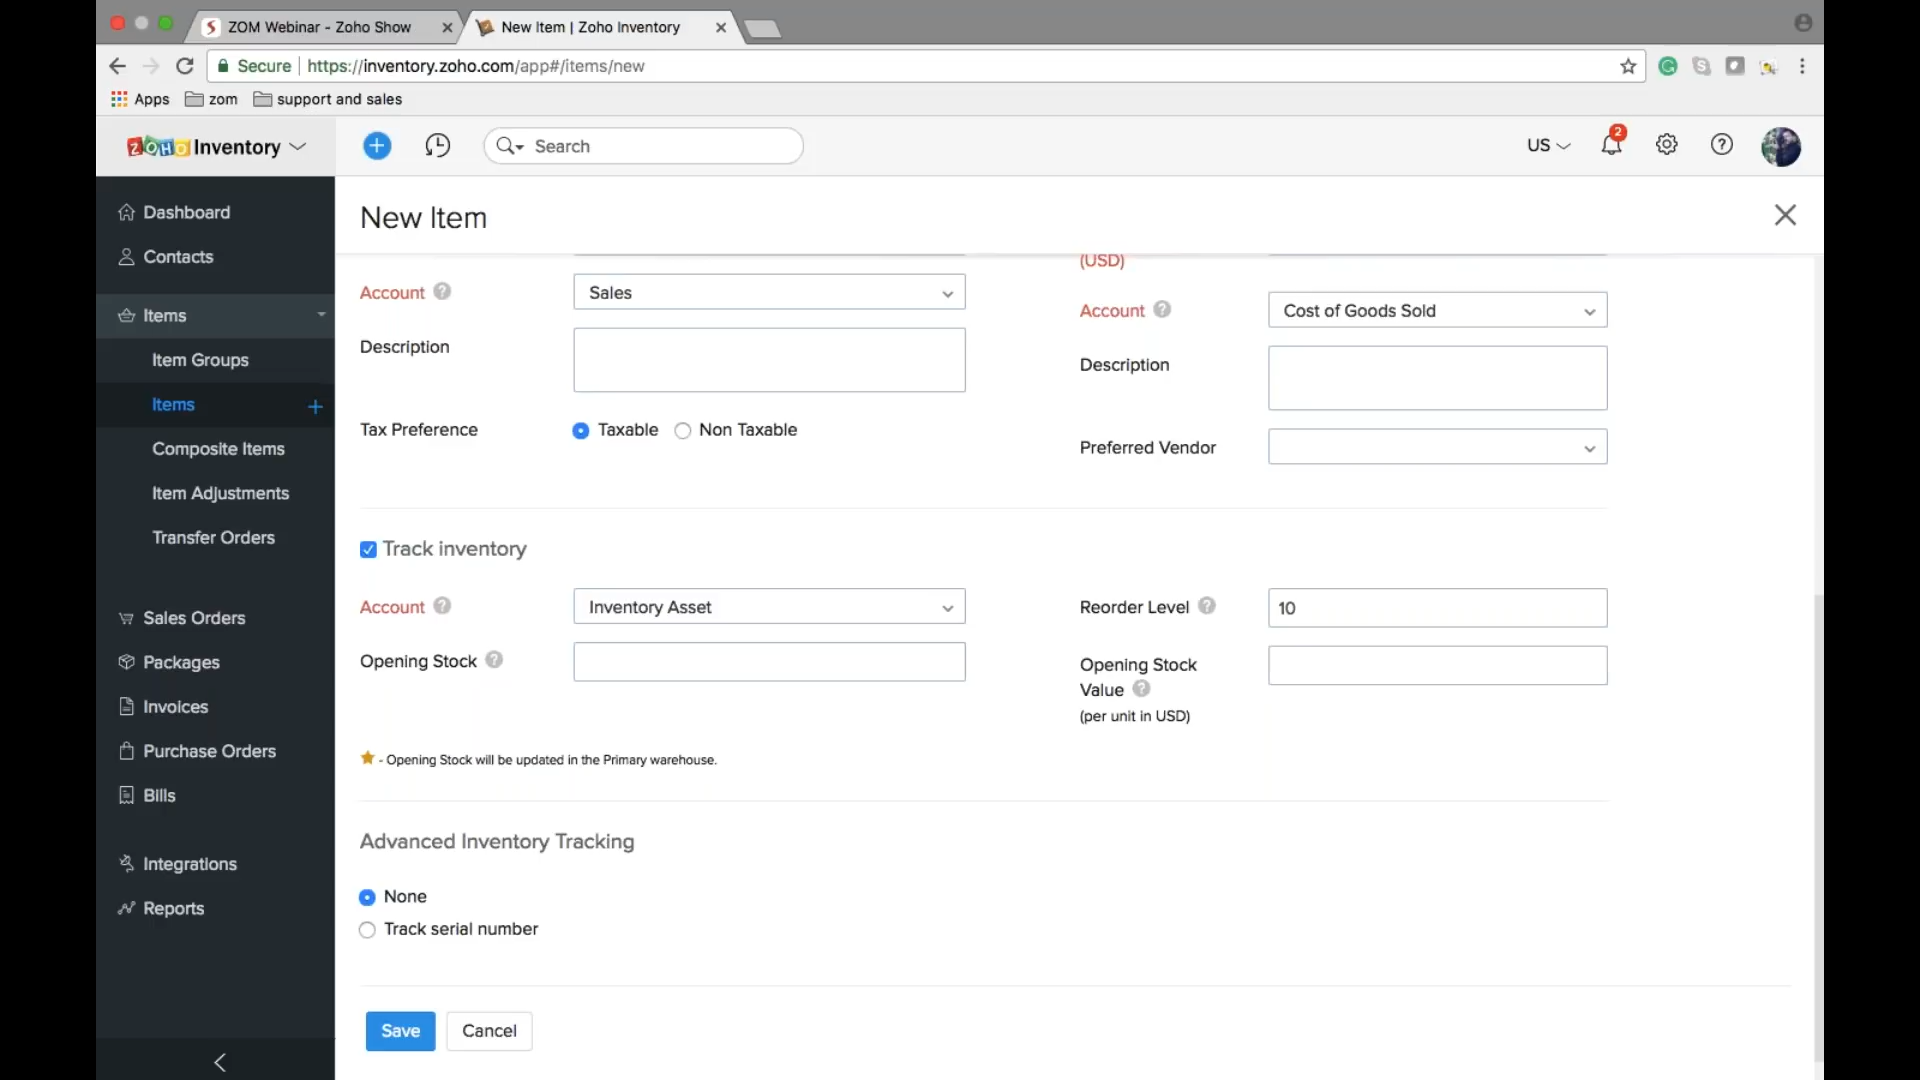 ZOM Webinar - Zoho Show
New Item | Zoho Inventory
Secure
https://inventory.zoho.com/app#/items/new
Apps
zom
support and sales
ZOHO Inventory
Search
US
2
Dashboard
Contacts
Items
Item Groups
Items
Composite Items
Item Adjustments
Transfer Orders
Sales Orders
Packages
Invoices
Purchase Orders
Bills
Integrations
Reports
New Item
Account ?
Sales
Description
Tax Preference
Taxable
Non Taxable
(USD)
Account ?
Cost of Goods Sold
Description
Preferred Vendor
Track inventory
Account ?
Inventory Asset
Opening Stock ?
Reorder Level ?
10
Opening Stock
Value ?
(per unit in USD)
- Opening Stock will be updated in the Primary warehouse.
Advanced Inventory Tracking
None
Track serial number
Save
Cancel